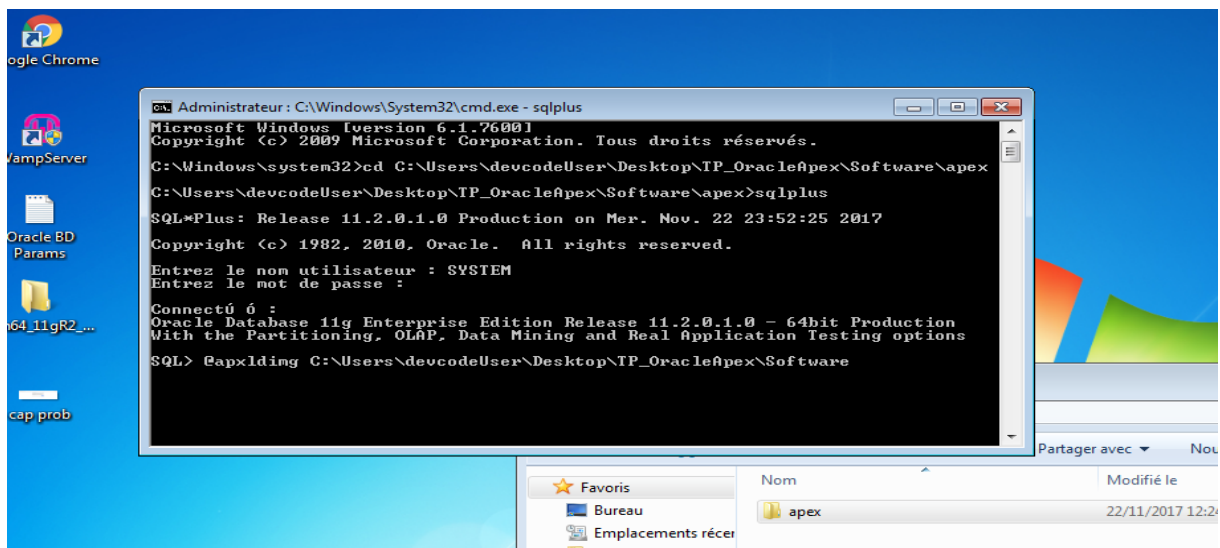 ogle Chrome
WampServer
Oracle BD
Params
64_11gR2_...
cap prob
Administrateur : C:\Windows\System32\cmd.exe - sqlplus
Microsoft Windows [version 6.1.7600]
Copyright (c) 2009 Microsoft Corporation. Tous droits réservés.
C:\Windows\system32>cd C:\Users\devcodeUser\Desktop\TP_OracleApex\Software\apex
C:\Users\devcodeUser\Desktop\TP_OracleApex\Software\apex>sqlplus
SQL*Plus: Release 11.2.0.1.0 Production on Mer. Nov. 22 23:52:25 2017
Copyright (c) 1982, 2010, Oracle.  All rights reserved.
Entrez le nom utilisateur : SYSTEM
Entrez le mot de passe :
Connectú ó :
Oracle Database 11g Enterprise Edition Release 11.2.0.1.0 - 64bit Production
With the Partitioning, OLAP, Data Mining and Real Application Testing options
SQL> @apxldimg C:\Users\devcodeUser\Desktop\TP_OracleApex\Software
Partager avec
Nou
Favoris
Bureau
Emplacements récer
Nom
Modifié le
apex
22/11/2017 12:24